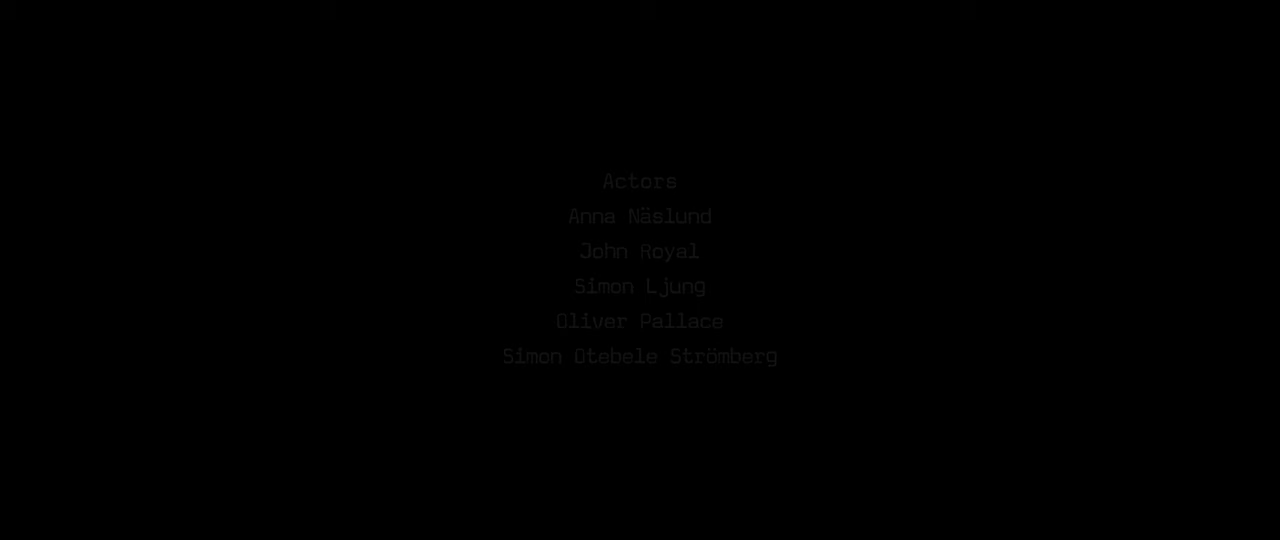 Actors
Anna Näslund
John Royal
Simon Ljung
Oliver Pallace
Simon Otebele Strömberg